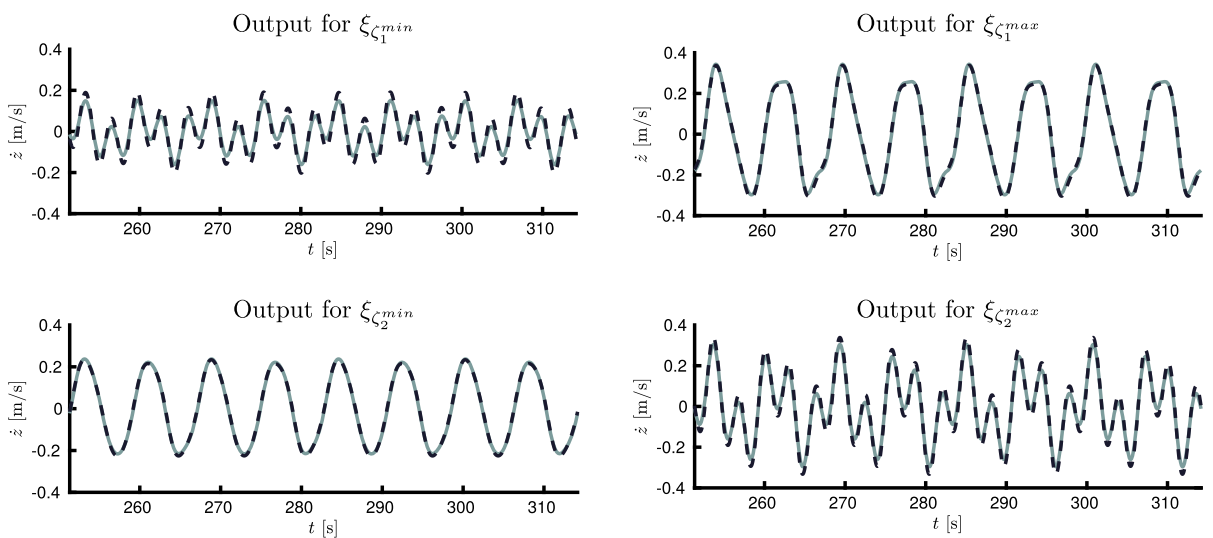 Output for ξ_{ζ_1^{min}}
0.4
0.2
0
-0.2
-0.4
ż [m/s]
260 270 280 290 300 310
t [s]
Output for ξ_{ζ_1^{max}}
0.4
0.2
0
-0.2
-0.4
ż [m/s]
260 270 280 290 300 310
t [s]
Output for ξ_{ζ_2^{min}}
0.4
0.2
0
-0.2
-0.4
ż [m/s]
260 270 280 290 300 310
t [s]
Output for ξ_{ζ_2^{max}}
0.4
0.2
0
-0.2
-0.4
ż [m/s]
260 270 280 290 300 310
t [s]